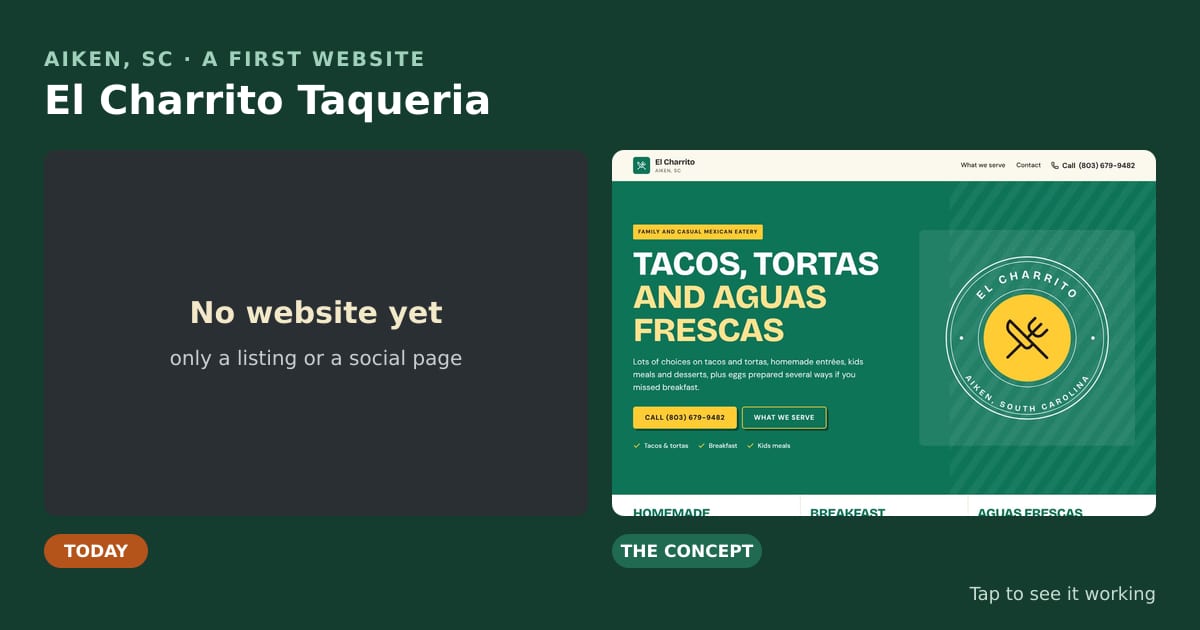 AIKEN, SC · A FIRST WEBSITE
El Charrito Taqueria
No website yet
only a listing or a social page
TODAY
El Charrito
AIKEN, SC
What we serve
Contact
Call (803) 679-9482
FAMILY AND CASUAL MEXICAN EATERY
TACOS, TORTAS
AND AGUAS
FRESCAS
Lots of choices on tacos and tortas, homemade entrées, kids
meals and desserts, plus eggs prepared several ways if you
missed breakfast.
CALL (803) 679-9482
WHAT WE SERVE
Tacos & tortas
Breakfast
Kids meals
EL CHARRITO
AIKEN, SOUTH CAROLINA
HOMEMADE
BREAKFAST
AGUAS FRESCAS
THE CONCEPT
Tap to see it working